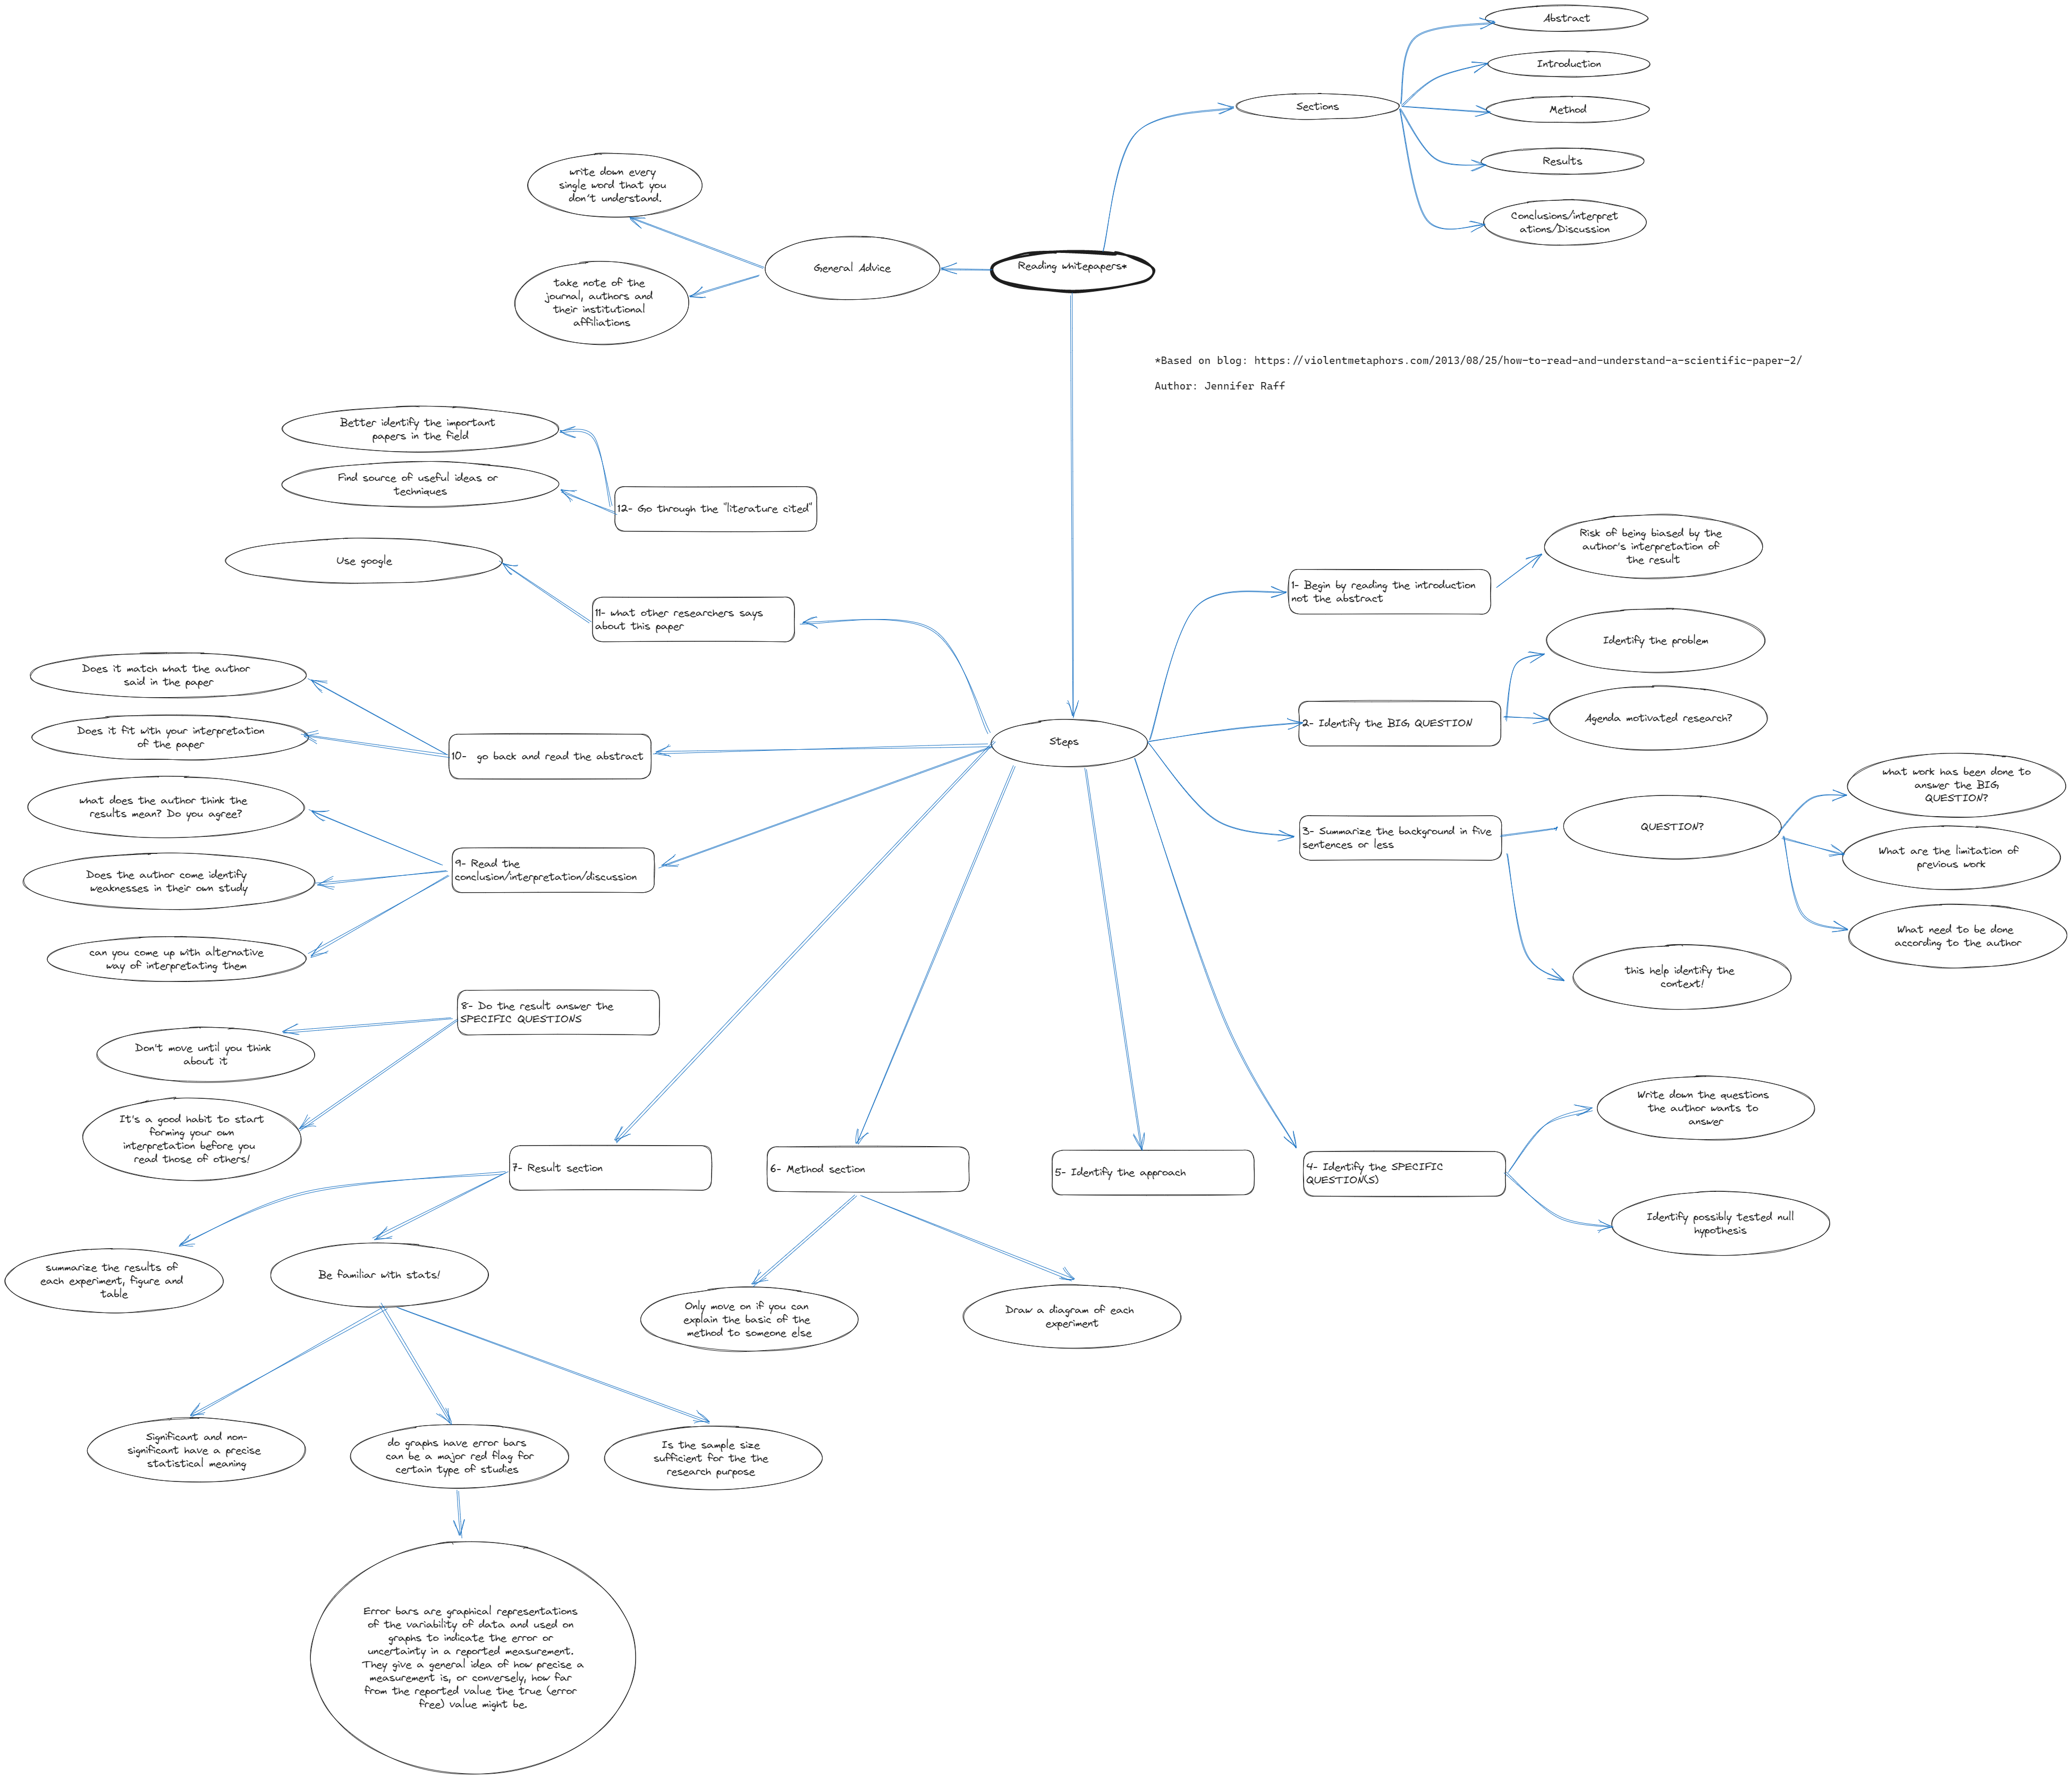 Abstract
Introduction
Sections
Method
Results
Conclusions/interpret
ations/Discussion
write down every
single word that you
don't understand.
General Advice
Reading whitepapers*
take note of the
journal, authors and
their institutional
affiliations
*Based on blog: https://violentmetaphors.com/2013/08/25/how-to-read-and-understand-a-scientific-paper-2/
Author: Jennifer Raff
Better identify the important
papers in the field
Find source of useful ideas or
techniques
12- Go through the "literature cited"
Use google
11- what other researchers says
about this paper
Does it match what the author
said in the paper
Does it fit with your interpretation
of the paper
10-  go back and read the abstract
what does the author think the
results mean? Do you agree?
Does the author come identify
weaknesses in their own study
can you come up with alternative
way of interpretating them
9- Read the
conclusion/interpretation/discussion
8- Do the result answer the
SPECIFIC QUESTIONS
Don't move until you think
about it
It's a good habit to start
forming your own
interpretation before you
read those of others!
Steps
1- Begin by reading the introduction
not the abstract
Risk of being biased by the
author's interpretation of
the result
2- Identify the BIG QUESTION
Identify the problem
Agenda motivated research?
3- Summarize the background in five
sentences or less
QUESTION?
what work has been done to
answer the BIG
QUESTION?
What are the limitation of
previous work
What need to be done
according to the author
this help identify the
context!
4- Identify the SPECIFIC
QUESTION(S)
Write down the questions
the author wants to
answer
Identify possibly tested null
hypothesis
5- Identify the approach
6- Method section
Only move on if you can
explain the basic of the
method to someone else
Draw a diagram of each
experiment
7- Result section
summarize the results of
each experiment, figure and
table
Be familiar with stats!
Significant and non-
significant have a precise
statistical meaning
do graphs have error bars
can be a major red flag for
certain type of studies
Is the sample size
sufficient for the the
research purpose
Error bars are graphical representations
of the variability of data and used on
graphs to indicate the error or
uncertainty in a reported measurement.
They give a general idea of how precise a
measurement is, or conversely, how far
from the reported value the true (error
free) value might be.